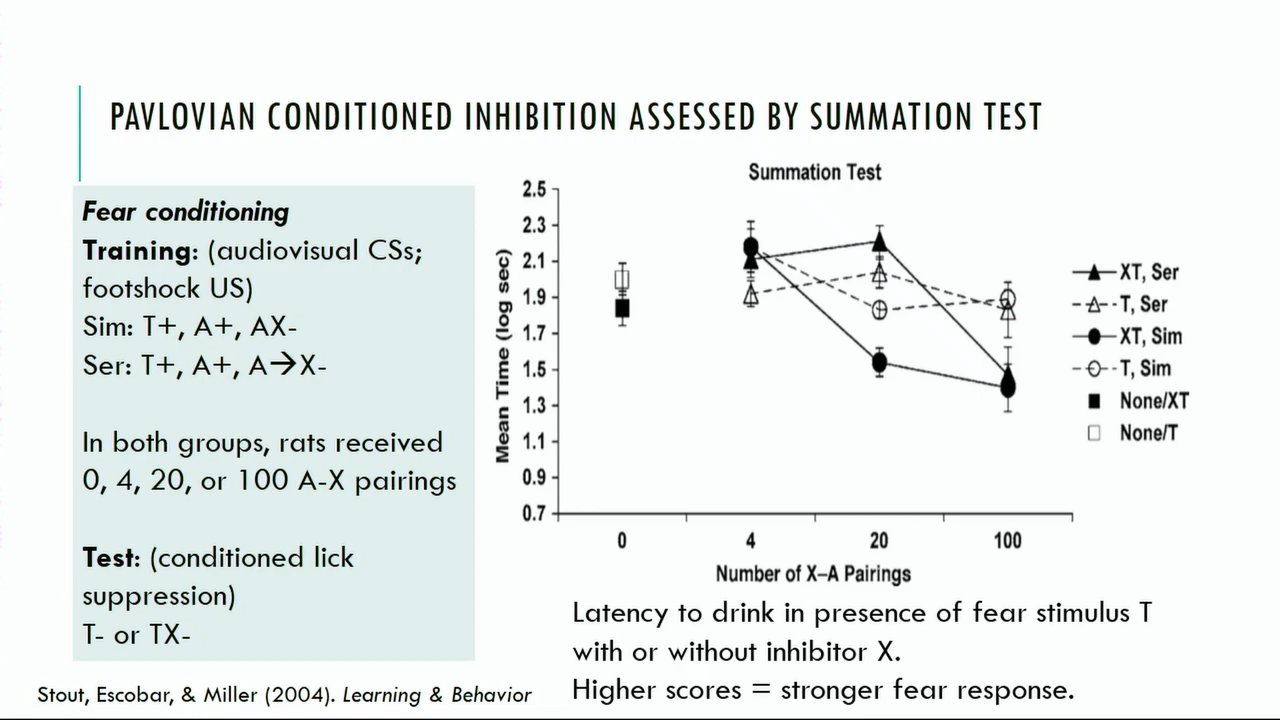 PAVLOVIAN CONDITIONED INHIBITION ASSESSED BY SUMMATION TEST
Fear conditioning
Training: (audiovisual CSs;
footshock US)
Sim: T+, A+, AX-
Ser: T+, A+, A→X-
In both groups, rats received
0, 4, 20, or 100 A-X pairings
Test: (conditioned lick
suppression)
T- or TX-
Stout, Escobar, & Miller (2004). Learning & Behavior
Summation Test
Mean Time (log sec)
2.5
2.3
2.1
1.9
1.7
1.5
1.3
1.1
0.9
0.7
0 4 20 100
Number of X–A Pairings
XT, Ser
T, Ser
XT, Sim
T, Sim
None/XT
None/T
Latency to drink in presence of fear stimulus T
with or without inhibitor X.
Higher scores = stronger fear response.